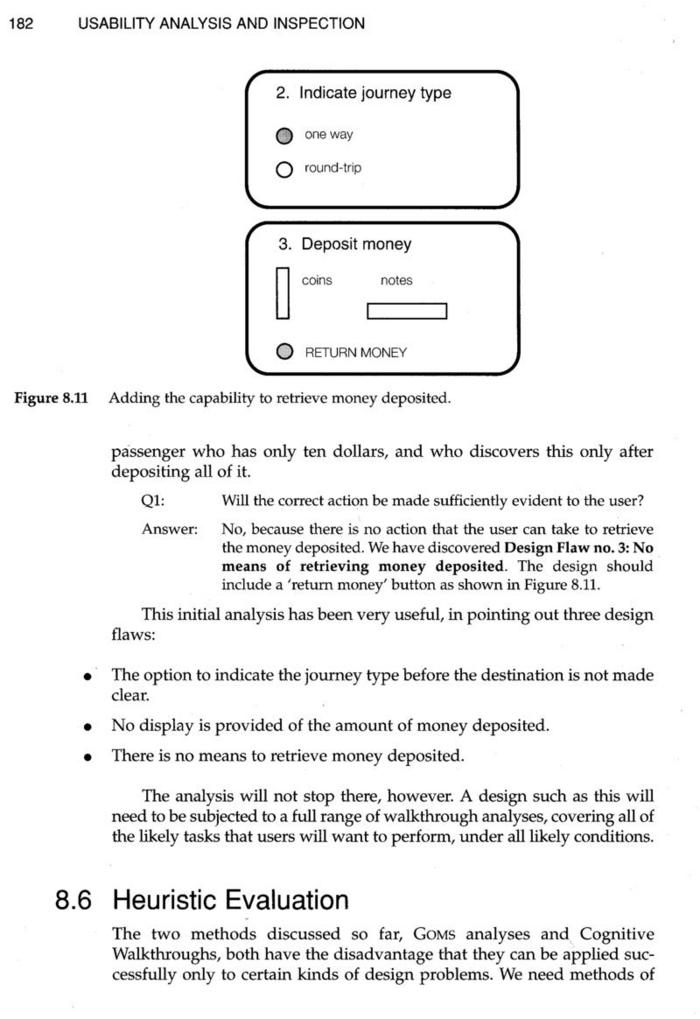 182 USABILITY ANALYSIS AND INSPECTION
2. Indicate journey type
one way
round-trip
3. Deposit money
coins notes
RETURN MONEY
Figure 8.11 Adding the capability to retrieve money deposited.
passenger who has only ten dollars, and who discovers this only after
depositing all of it.
Q1: Will the correct action be made sufficiently evident to the user?
Answer: No, because there is no action that the user can take to retrieve
the money deposited. We have discovered Design Flaw no. 3: No
means of retrieving money deposited. The design should
include a ‘return money’ button as shown in Figure 8.11.
This initial analysis has been very useful, in pointing out three design
flaws:
• The option to indicate the journey type before the destination is not made
clear.
• No display is provided of the amount of money deposited.
• There is no means to retrieve money deposited.
The analysis will not stop there, however. A design such as this will
need to be subjected to a full range of walkthrough analyses, covering all of
the likely tasks that users will want to perform, under all likely conditions.
8.6 Heuristic Evaluation
The two methods discussed so far, GOMS analyses and Cognitive
Walkthroughs, both have the disadvantage that they can be applied suc-
cessfully only to certain kinds of design problems. We need methods of